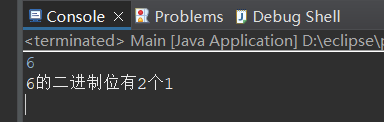 Console Problems Debug Shell
<terminated> Main [Java Application] D:\eclipse\
6
6的二进制位有2个1